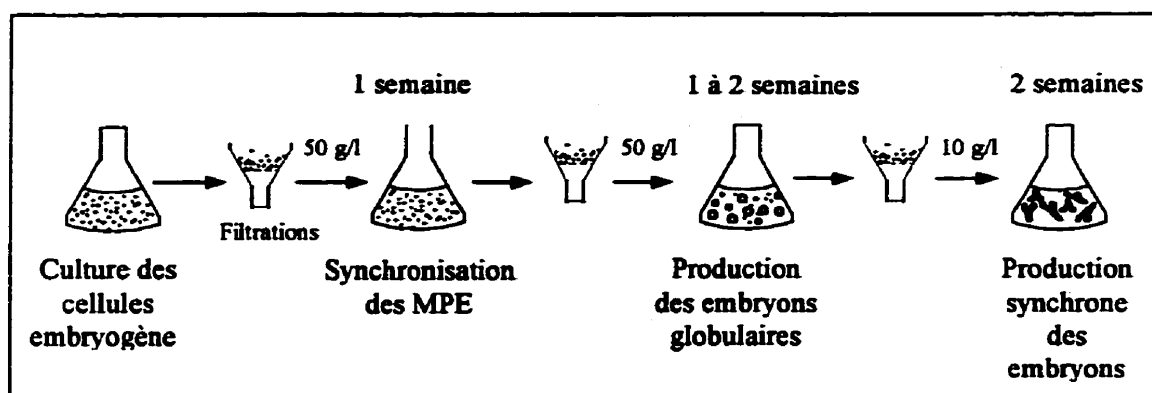 1 semaine
1 à 2 semaines
2 semaines
50 g/l
50 g/l
10 g/l
Filtrations
Culture des
cellules
embryogène
Synchronisation
des MPE
Production
des embryons
globulaires
Production
synchrone
des
embryons